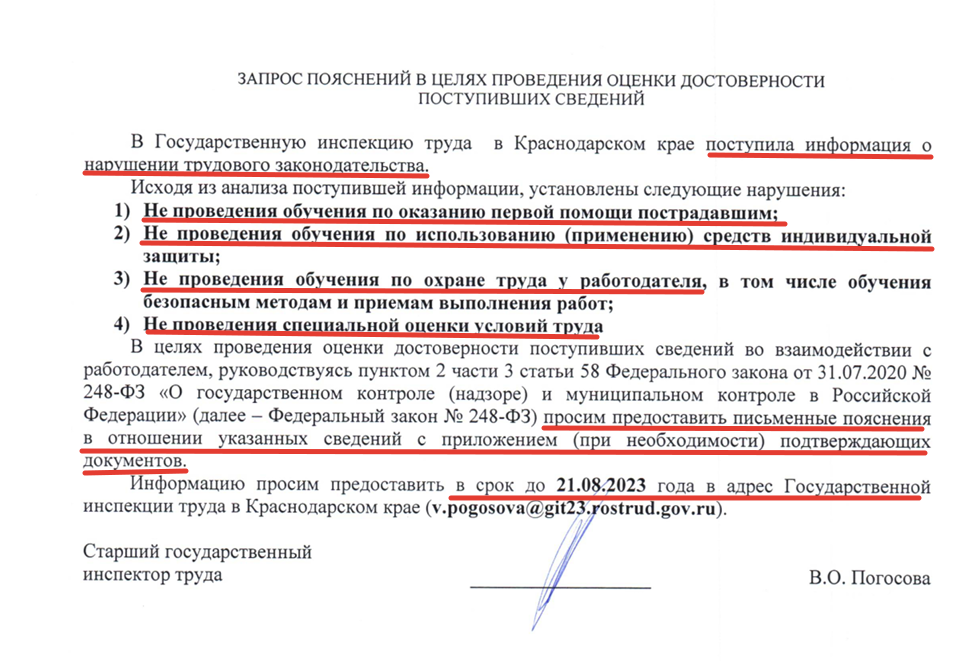 ЗАПРОС ПОЯСНЕНИЙ В ЦЕЛЯХ ПРОВЕДЕНИЯ ОЦЕНКИ ДОСТОВЕРНОСТИ
ПОСТУПИВШИХ СВЕДЕНИЙ
В Государственную инспекцию труда в Краснодарском крае поступила информация о
нарушении трудового законодательства.
Исходя из анализа поступившей информации, установлены следующие нарушения:
1) Не проведения обучения по оказанию первой помощи пострадавшим;
2) Не проведения обучения по использованию (применению) средств индивидуальной
защиты;
3) Не проведения обучения по охране труда у работодателя, в том числе обучения
безопасным методам и приемам выполнения работ;
4) Не проведения специальной оценки условий труда
В целях проведения оценки достоверности поступивших сведений во взаимодействии с
работодателем, руководствуясь пунктом 2 части 3 статьи 58 Федерального закона от 31.07.2020 №
248-ФЗ «О государственном контроле (надзоре) и муниципальном контроле в Российской
Федерации» (далее – Федеральный закон № 248-ФЗ) просим предоставить письменные пояснения
в отношении указанных сведений с приложением (при необходимости) подтверждающих
документов.
Информацию просим предоставить в срок до 21.08.2023 года в адрес Государственной
инспекции труда в Краснодарском крае (v.pogosova@git23.rostrud.gov.ru).
Старший государственный
инспектор труда В.О. Погосова